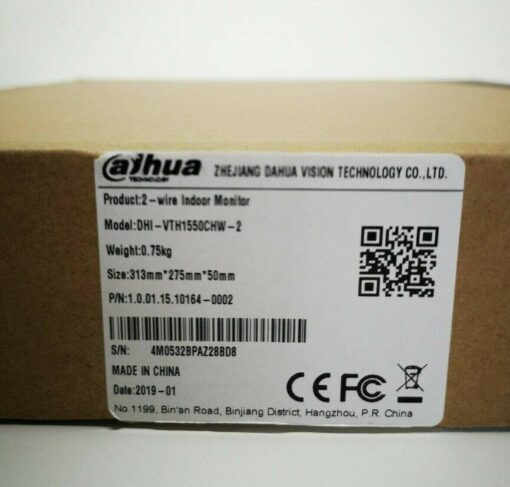 alhua
TECHNOLOGY
ZHEJIANG DAHUA VISION TECHNOLOGY CO.,LTD.
Product:2-wire Indoor Monitor
Model:DHI-VTH1550CHW-2
Weight:0.75kg
Size:313mm*275mm*50mm
P/N:1.0.01.15.10164-0002
S/N: 4M0532BPAZ28BD8
MADE IN CHINA
Date:2019-01
CE FC
No.1199, Bin'an Road, Binjiang District, Hangzhou, P.R. China